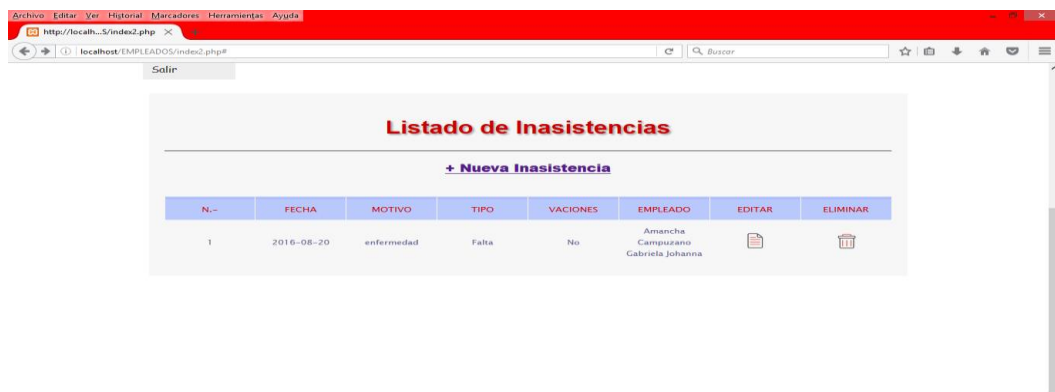 Archivo Editar Ver Historial Marcadores Herramientas Ayuda
http://localh...S/index2.php
localhost/EMPLEADOS/index2.php#
Buscar
Salir
Listado de Inasistencias
+ Nueva Inasistencia
N.- FECHA MOTIVO TIPO VACIONES EMPLEADO EDITAR ELIMINAR
1 2016-08-20 enfermedad Falta No Amancha
Campuzano
Gabriela Johanna